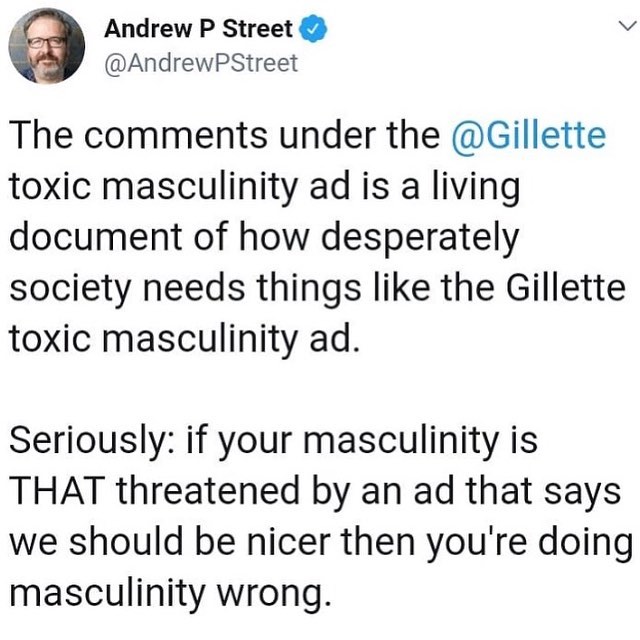 Andrew P Street
@AndrewPStreet
The comments under the @Gillette
toxic masculinity ad is a living
document of how desperately
society needs things like the Gillette
toxic masculinity ad.
Seriously: if your masculinity is
THAT threatened by an ad that says
we should be nicer then you're doing
masculinity wrong.